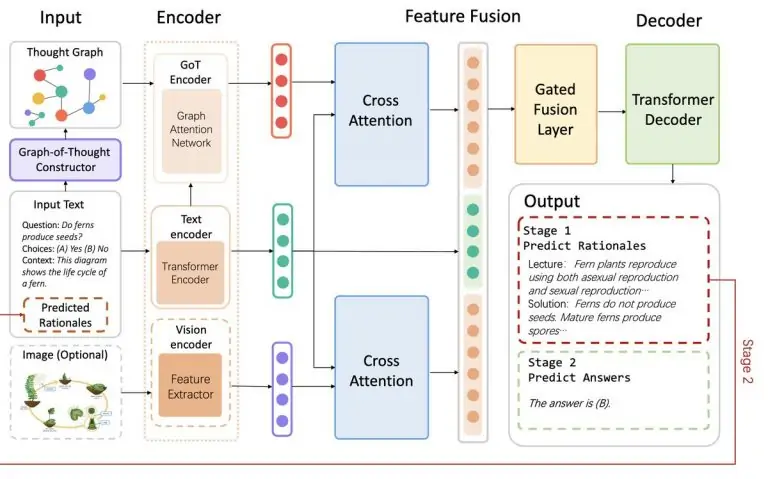 Input
Encoder
Feature Fusion
Decoder
Thought Graph
Graph-of-Thought
Constructor
Input Text
Question: Do ferns
produce seeds?
Choices: (A) Yes (B) No
Context: This diagram
shows the life cycle of
a fern.
Predicted
Rationales
Image (Optional)
GoT
Encoder
Graph
Attention
Network
Text
encoder
Transformer
Encoder
Vision
encoder
Feature
Extractor
Cross
Attention
Cross
Attention
Gated
Fusion
Layer
Transformer
Decoder
Output
Stage 1
Predict Rationales
Lecture: Fern plants reproduce
using both asexual reproduction
and sexual reproduction···
Solution: Ferns do not produce
seeds. Mature ferns produce
spores···
Stage 2
Predict Answers
The answer is (B).
Stage 2